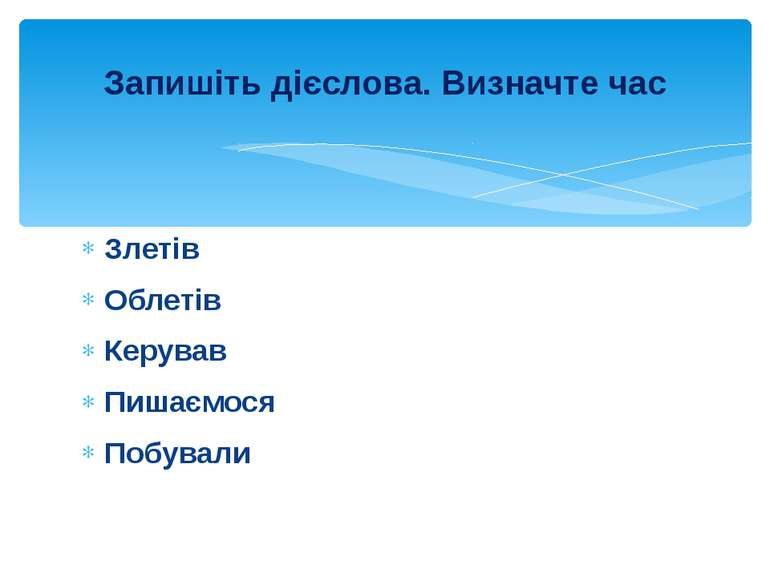 Запишіть дієслова. Визначте час
Злетів
Облетів
Керував
Пишаємося
Побували